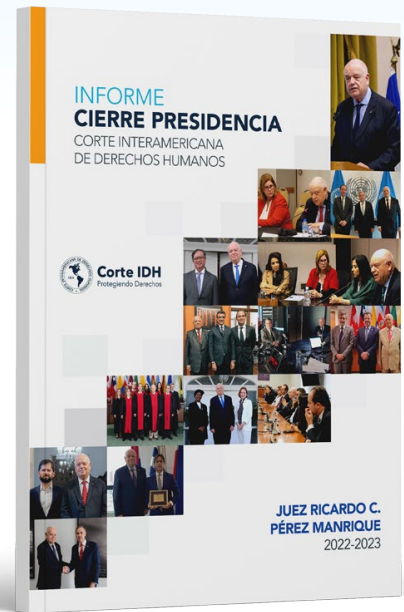 INFORME
CIERRE PRESIDENCIA
CORTE INTERAMERICANA
DE DERECHOS HUMANOS
Corte IDH
Protegiendo Derechos
JUEZ RICARDO C.
PÉREZ MANRIQUE
2022-2023